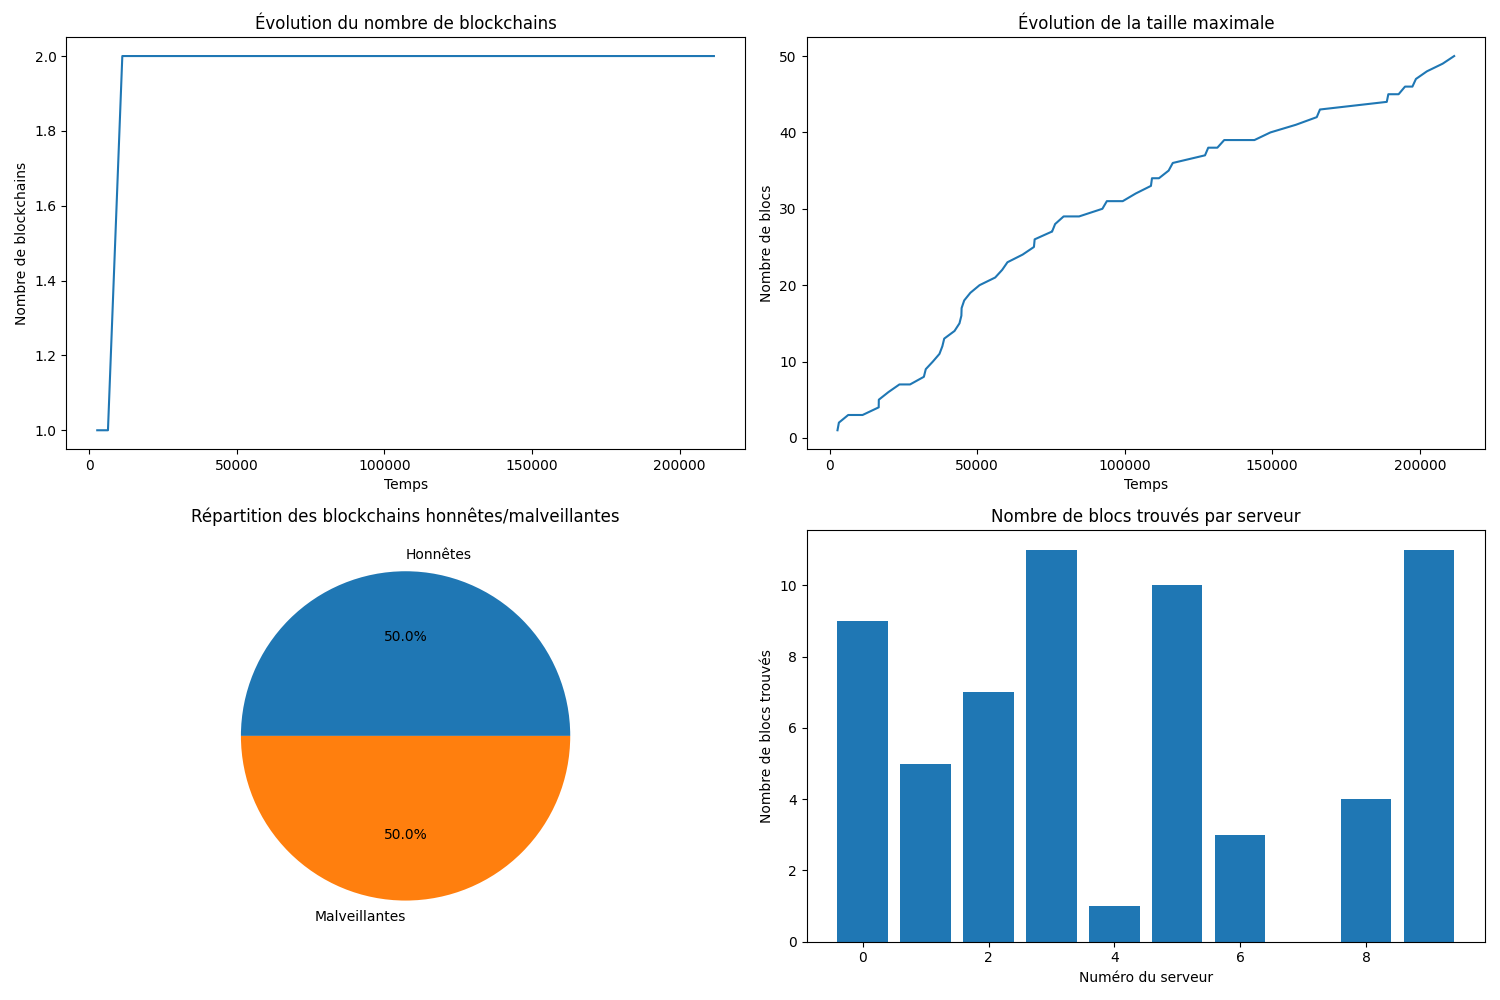 Évolution du nombre de blockchains
Nombre de blockchains
2.0
1.8
1.6
1.4
1.2
1.0
0 50000 100000 150000 200000
Temps
Évolution de la taille maximale
Nombre de blocs
50
40
30
20
10
0
0 50000 100000 150000 200000
Temps
Répartition des blockchains honnêtes/malveillantes
Honnêtes
50.0%
50.0%
Malveillantes
Nombre de blocs trouvés par serveur
Nombre de blocs trouvés
10
8
6
4
2
0
0 2 4 6 8
Numéro du serveur